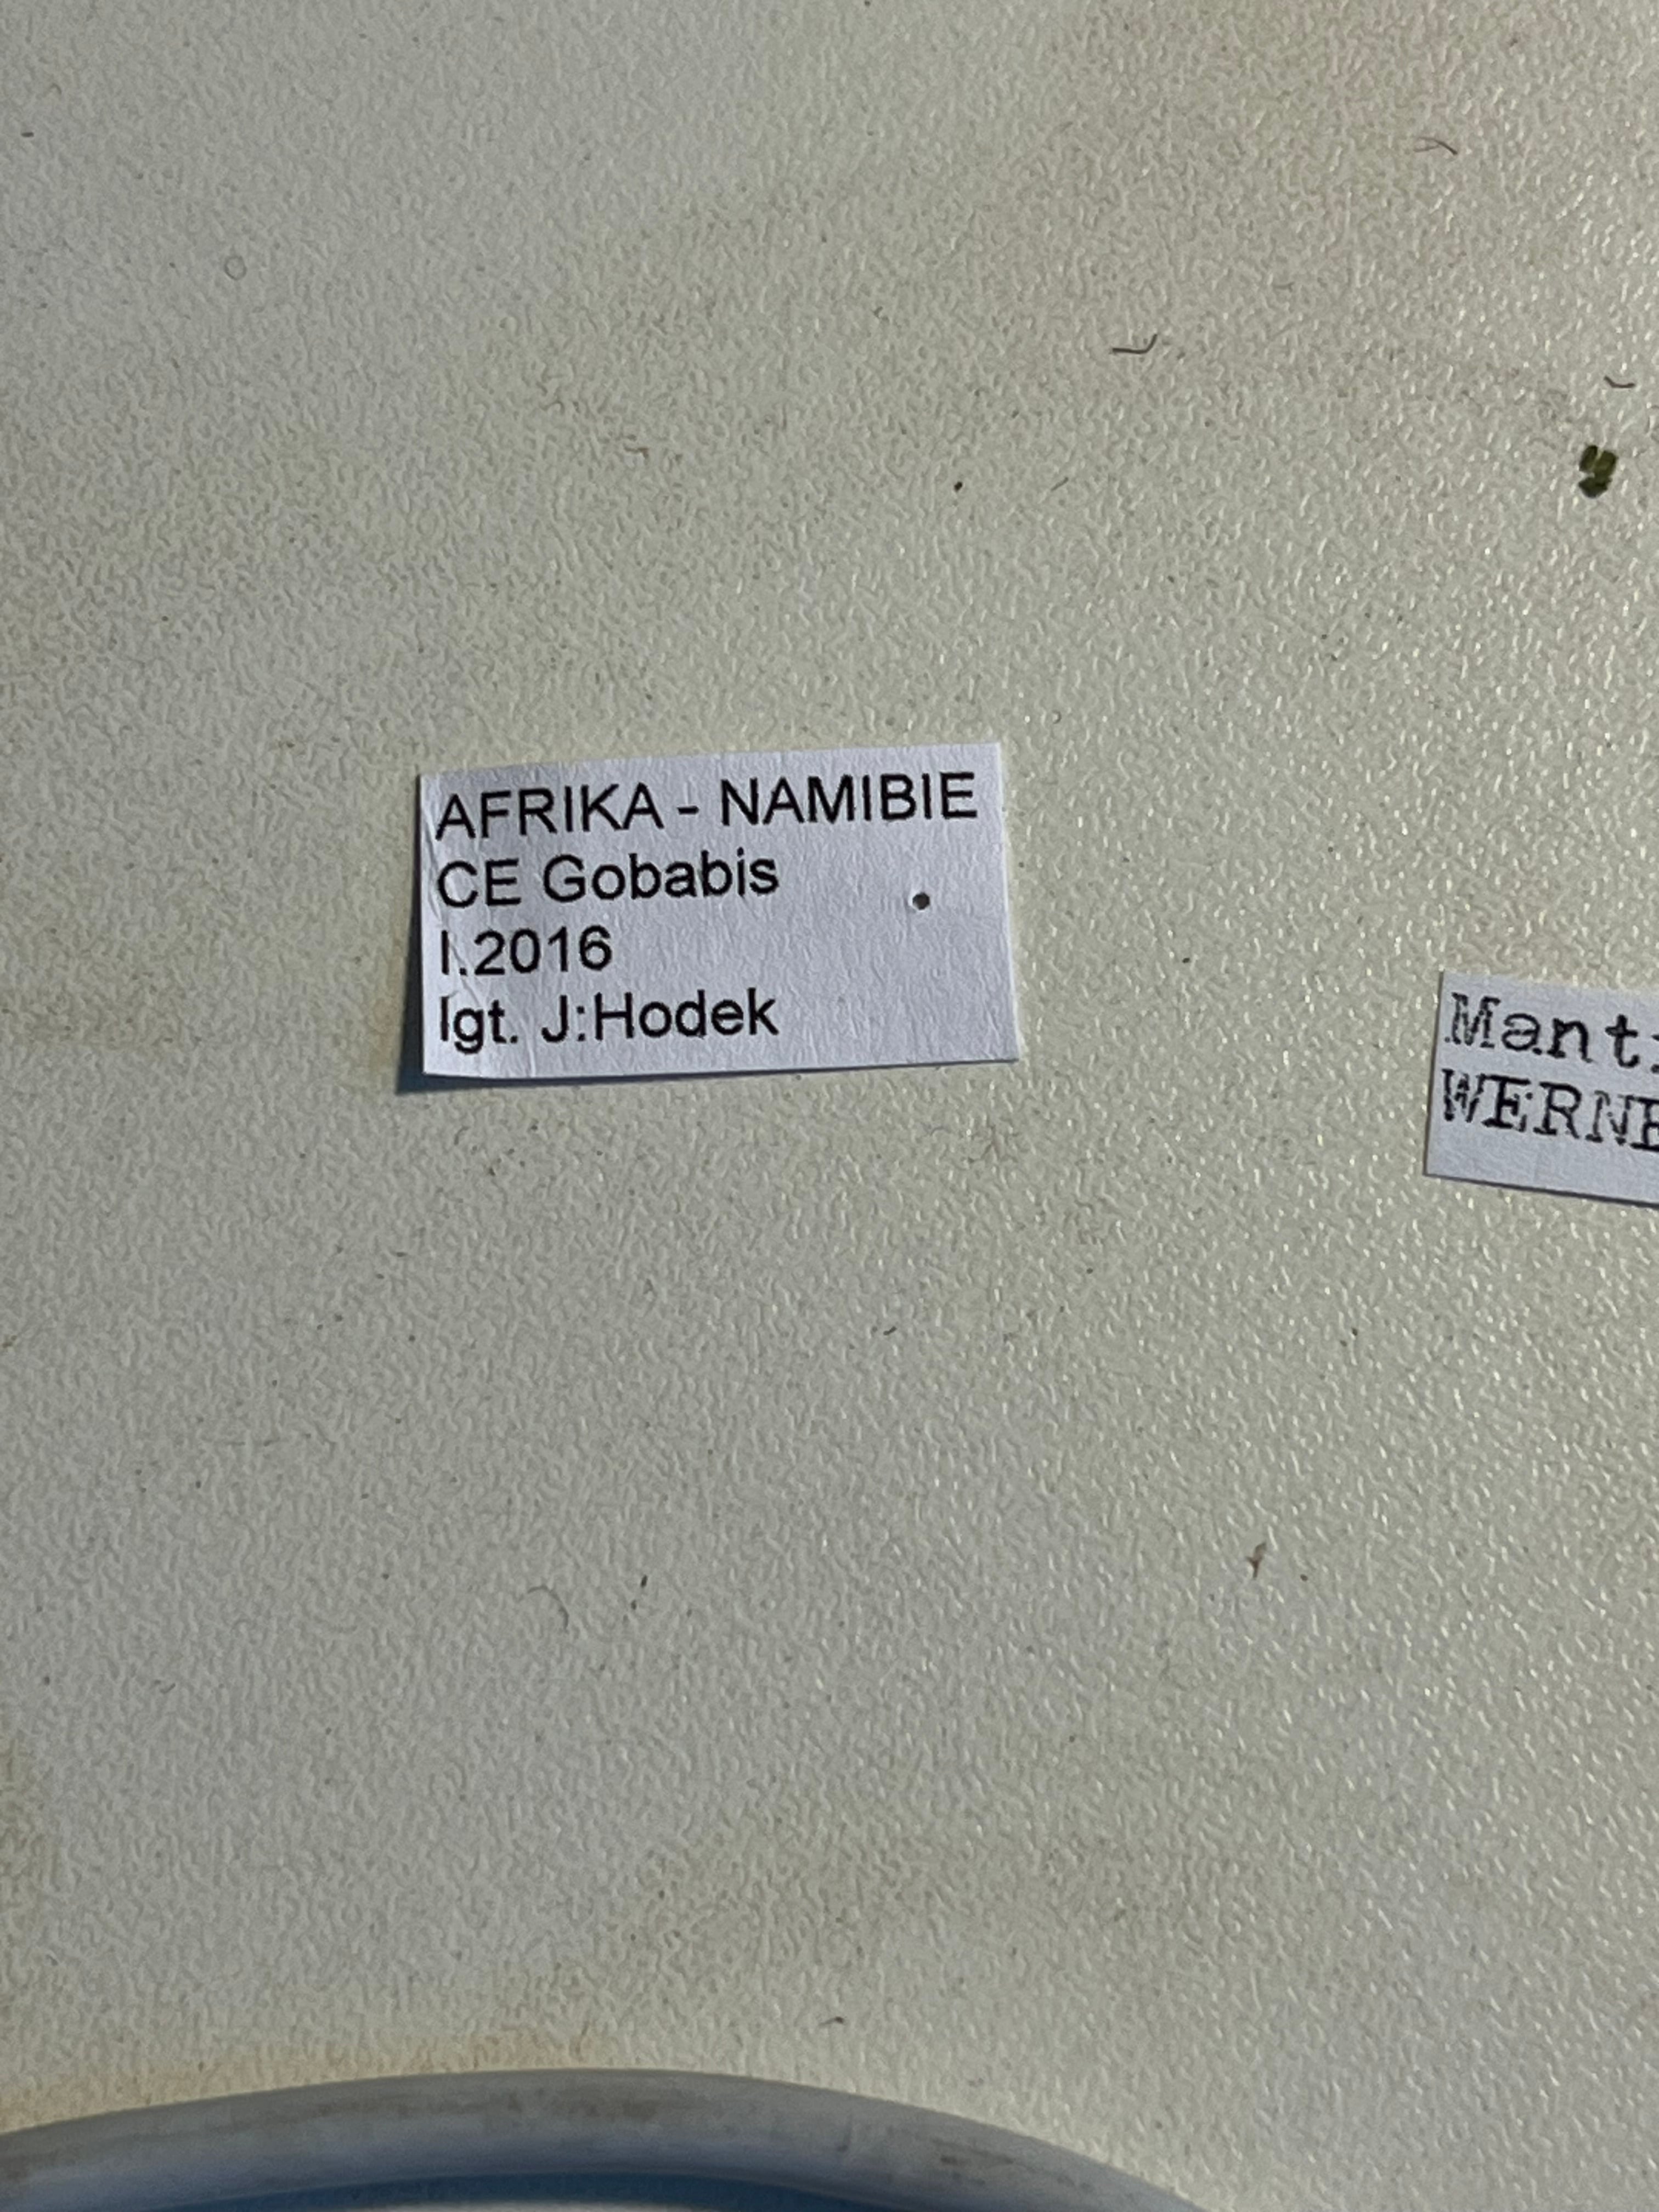 AFRIKA - NAMIBIE
CE Gobabis
I.2016
lgt. J:Hodek